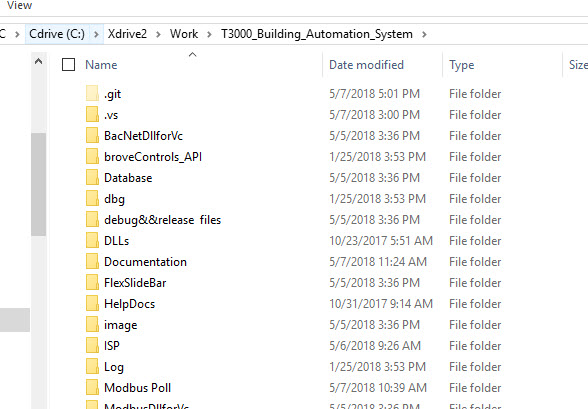 View
C > Cdrive (C:) > Xdrive2 > Work > T3000_Building_Automation_System >
Name Date modified Type Size
.git 5/7/2018 5:01 PM File folder
.vs 5/7/2018 3:00 PM File folder
BacNetDllforVc 5/5/2018 3:36 PM File folder
broveControls_API 1/25/2018 3:53 PM File folder
Database 5/5/2018 3:36 PM File folder
dbg 1/25/2018 3:53 PM File folder
debug&&release files 5/5/2018 3:36 PM File folder
DLLs 10/23/2017 5:51 AM File folder
Documentation 5/7/2018 11:24 AM File folder
FlexSlideBar 5/5/2018 3:36 PM File folder
HelpDocs 10/31/2017 9:14 AM File folder
image 5/5/2018 3:36 PM File folder
ISP 5/6/2018 9:26 AM File folder
Log 1/25/2018 3:53 PM File folder
Modbus Poll 5/7/2018 10:39 AM File folder
ModbusDllforVc 5/5/2018 3:36 PM File folder